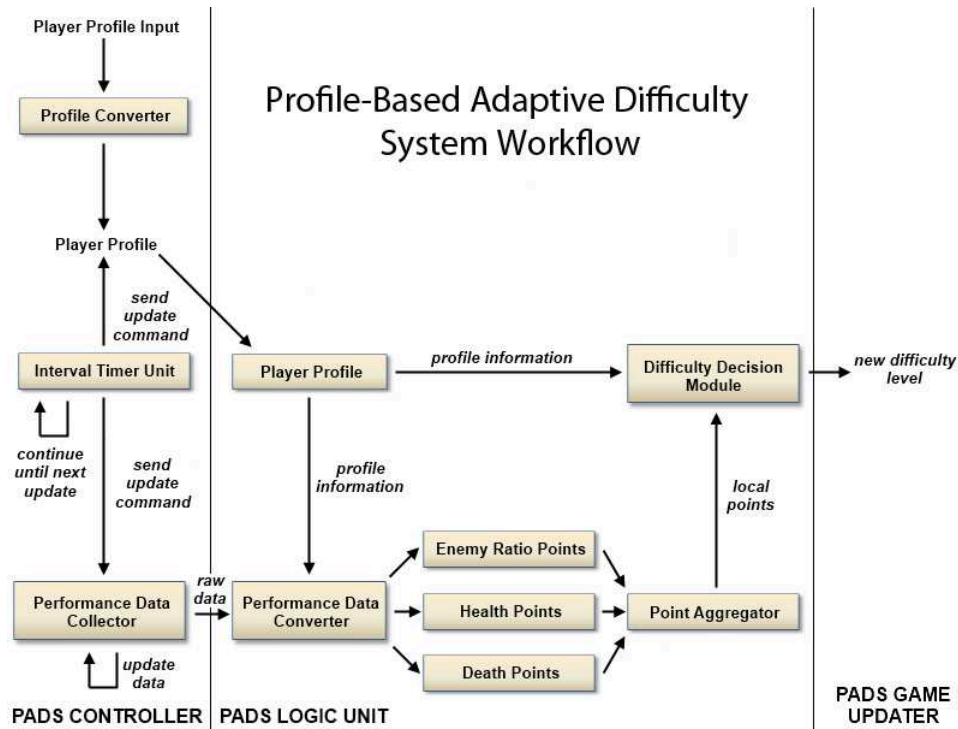 Player Profile Input
Profile-Based Adaptive Difficulty
System Workflow
Profile Converter
Player Profile
send
update
command
Interval Timer Unit
Player Profile
profile information
Difficulty Decision
Module
new difficulty
level
continue
until next
update
send
update
command
profile
information
local
points
Enemy Ratio Points
raw
data
Performance Data
Collector
Performance Data
Converter
Health Points
Point Aggregator
Death Points
update
data
PADS CONTROLLER
PADS LOGIC UNIT
PADS GAME
UPDATER